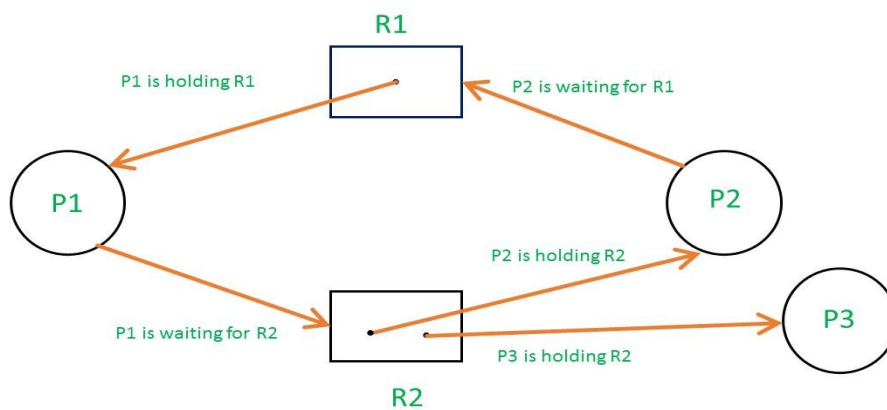 R1
P1 is holding R1
P2 is waiting for R1
P1
P2
P2 is holding R2
P1 is waiting for R2
P3
P3 is holding R2
R2